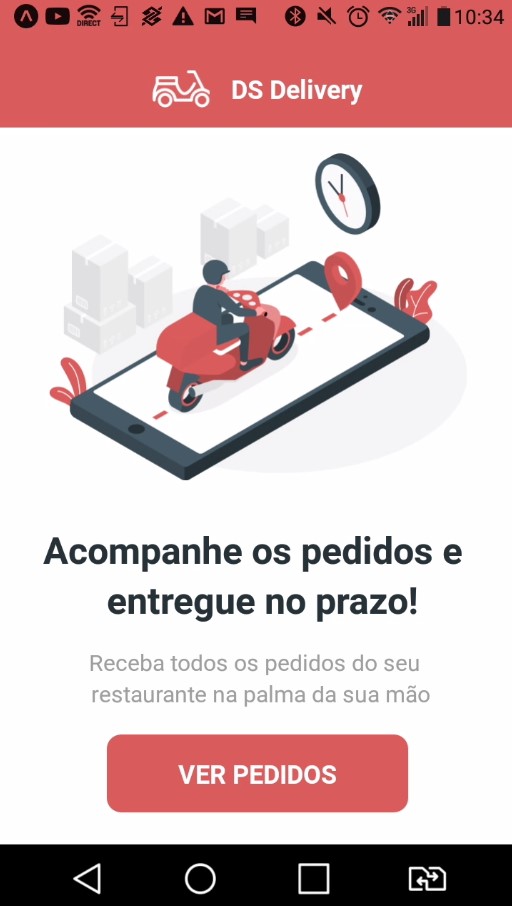 DIRECT
3G
10:34
DS Delivery
Acompanhe os pedidos e
entregue no prazo!
Receba todos os pedidos do seu
restaurante na palma da sua mão
VER PEDIDOS